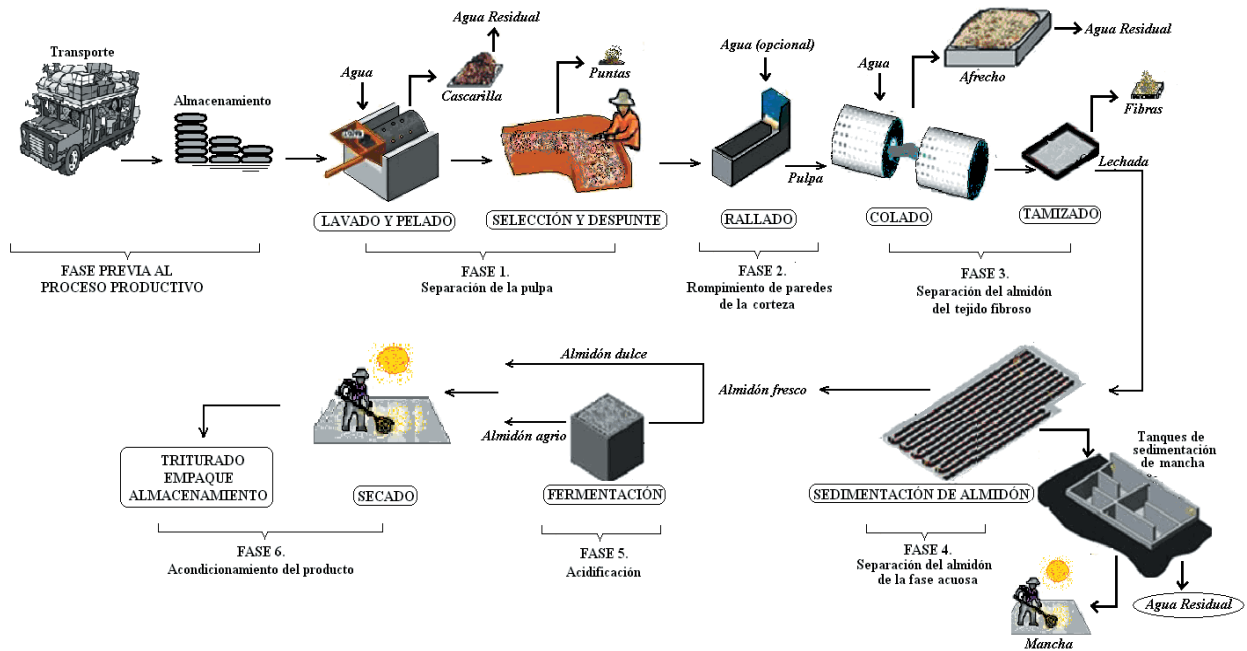 Transporte
Almacenamiento
Agua
Agua Residual
Cascarilla
Puntas
Agua (opcional)
Pulpa
Agua
Afrecho
Agua Residual
Fibras
Lechada
LAVADO Y PELADO
SELECCIÓN Y DESPUNTE
RALLADO
COLADO
TAMIZADO
FASE PREVIA AL
PROCESO PRODUCTIVO
FASE 1.
Separación de la pulpa
FASE 2.
Rompimiento de paredes
de la corteza
FASE 3.
Separación del almidón
del tejido fibroso
Almidón dulce
Almidón fresco
Almidón agrio
Tanques de
sedimentación
de mancha
TRITURADO
EMPAQUE
ALMACENAMIENTO
SECADO
FERMENTACIÓN
SEDIMENTACIÓN DE ALMIDÓN
FASE 6.
Acondicionamiento del producto
FASE 5.
Acidificación
FASE 4.
Separación del almidón
de la fase acuosa
Agua Residual
Mancha